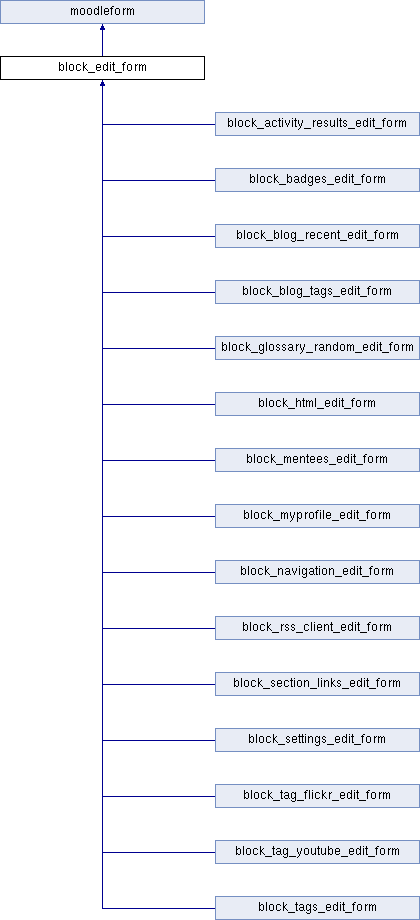 moodleform
block_edit_form
block_activity_results_edit_form
block_badges_edit_form
block_blog_recent_edit_form
block_blog_tags_edit_form
block_glossary_random_edit_form
block_html_edit_form
block_mentees_edit_form
block_myprofile_edit_form
block_navigation_edit_form
block_rss_client_edit_form
block_section_links_edit_form
block_settings_edit_form
block_tag_flickr_edit_form
block_tag_youtube_edit_form
block_tags_edit_form